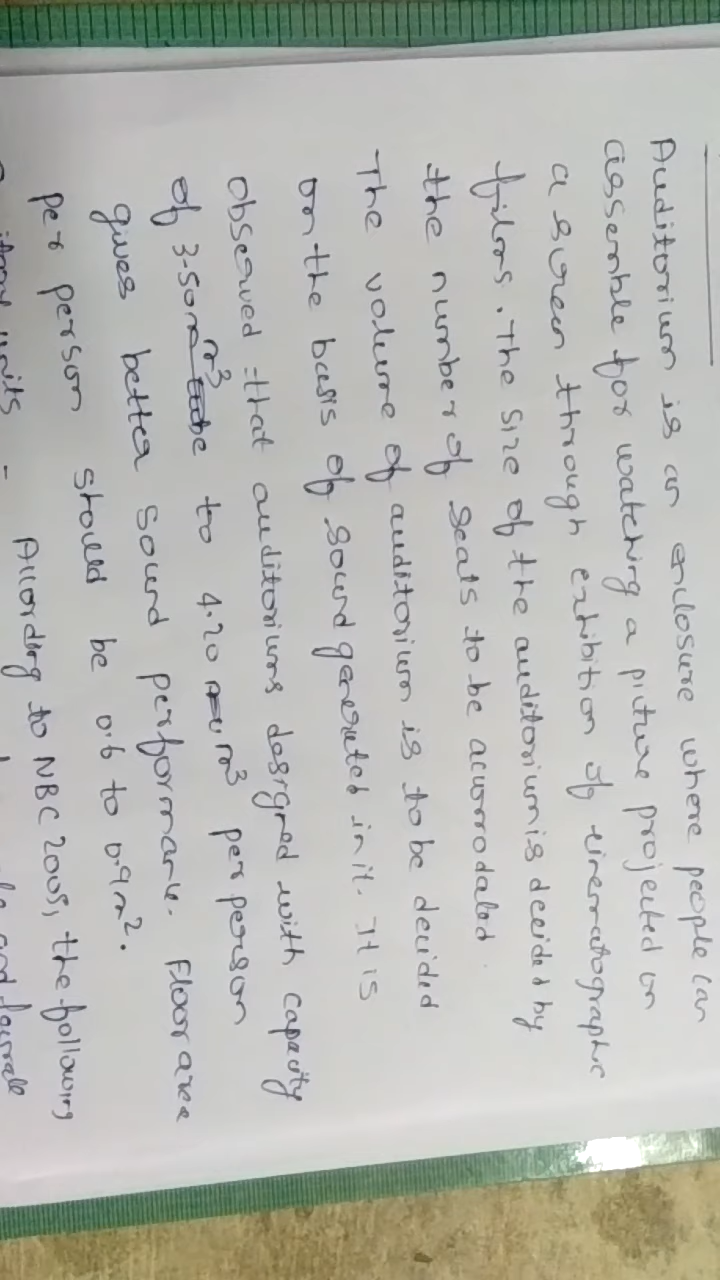 Auditorium is an enclosure where people can
assemble for watching a picture projected on
a screen through exhibition of cinematographic
films. The size of the auditorium is decided by
the number of seats to be accomodated.
The volume of auditorium is to be decided
on the basis of sound generated in it. It is
observed that auditoriums designed with capacity
of 3.50 m³ to 4.20 m³ per person
gives better sound performance. Floor area
per person should be 0.6 to 0.9 m².
units - According to NBC 2005, the following
and female